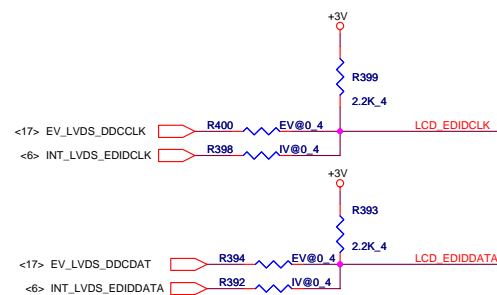 +3V
R399
2.2K_4
<17> EV_LVDS_DDCCLK R400 EV@0_4 LCD_EDIDCLK
<6> INT_LVDS_EDIDCLK R398 IV@0_4
+3V
R393
2.2K_4
<17> EV_LVDS_DDCDAT R394 EV@0_4 LCD_EDIDDATA
<6> INT_LVDS_EDIDDATA R392 IV@0_4